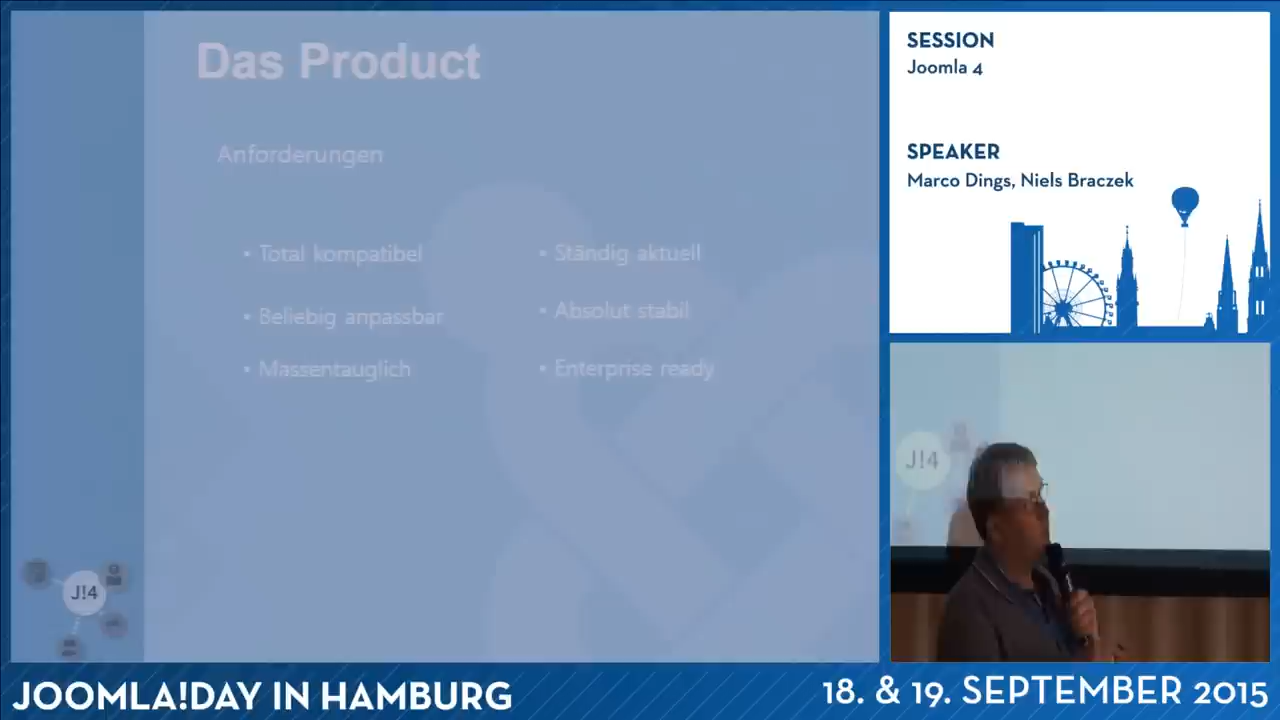 Das Product
Anforderungen
• Total kompatibel
• Beliebig anpassbar
• Massentauglich
• Ständig aktuell
• Absolut stabil
• Enterprise ready
J!4
SESSION
Joomla 4
SPEAKER
Marco Dings, Niels Braczek
J!4
JOOMLA!DAY IN HAMBURG
18. & 19. SEPTEMBER 2015